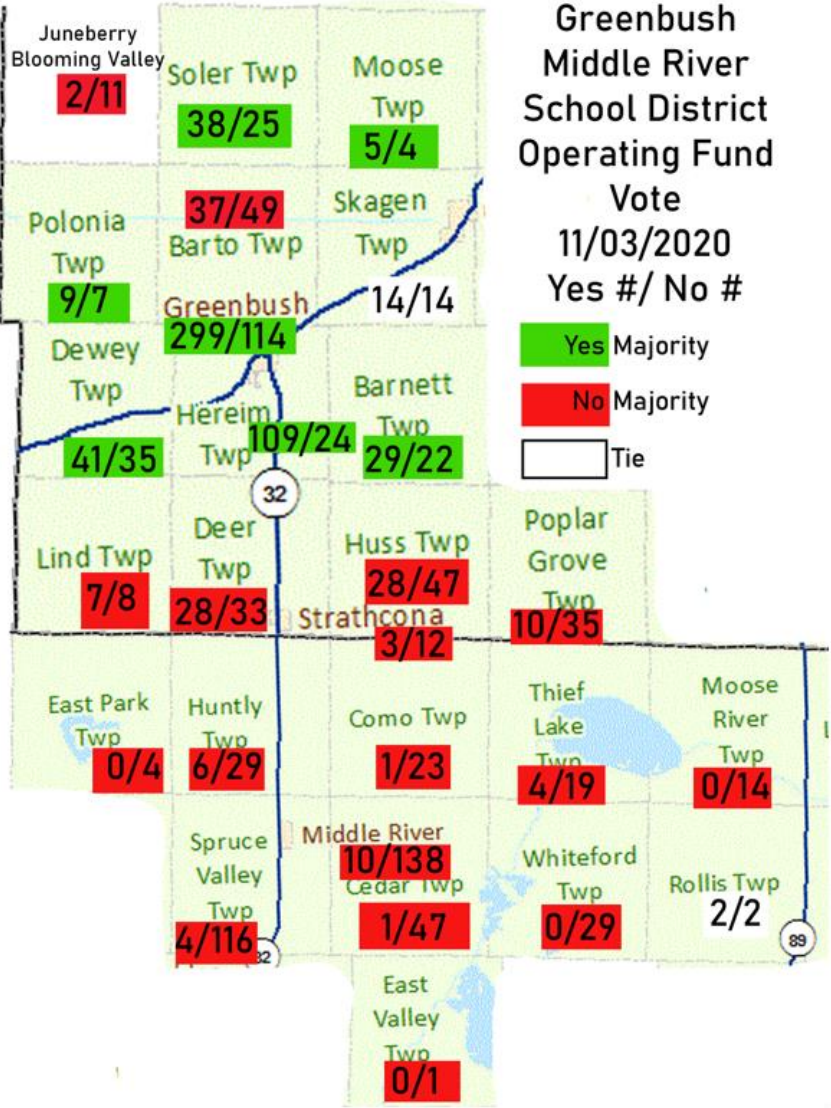 Greenbush
Middle River
School District
Operating Fund
Vote
11/03/2020
Yes #/ No #
Yes Majority
No Majority
Tie
Juneberry
Blooming Valley
2/11
Soler Twp
38/25
Moose
Twp
5/4
Polonia
Twp
9/7
37/49
Barto Twp
Skagen
Twp
14/14
Greenbush
299/114
Dewey
Twp
41/35
Hereim
Twp
109/24
Barnett
Twp
29/22
32
Lind Twp
7/8
Deer
Twp
28/33
Huss Twp
28/47
Strathcona
3/12
Poplar
Grove
Twp
10/35
East Park
Twp
0/4
Huntly
Twp
6/29
Como Twp
1/23
Thief
Lake
Twp
4/19
Moose
River
Twp
0/14
Spruce
Valley
Twp
4/116
32
Middle River
10/138
Cedar Twp
1/47
Whiteford
Twp
0/29
Rollis Twp
2/2
89
East
Valley
Twp
0/1